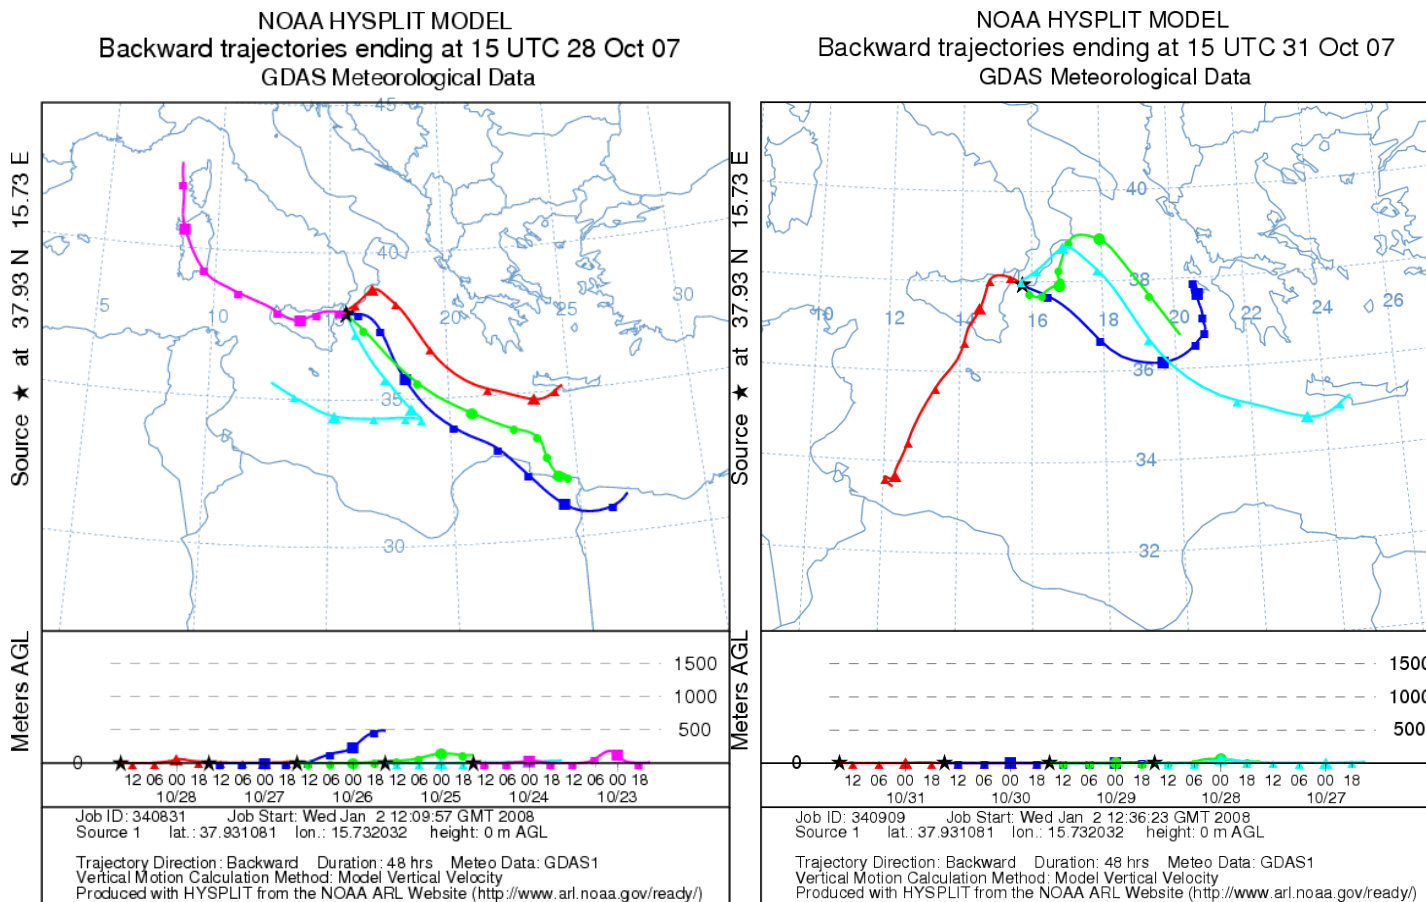 NOAA HYSPLIT MODEL
Backward trajectories ending at 15 UTC 28 Oct 07
GDAS Meteorological Data
Source ★ at 37.93 N 15.73 E
45
40
35
30
5
10
20
25
30
Meters AGL
1500
1000
500
0
12 06 00 18 12 06 00 18 12 06 00 18 12 06 00 18 12 06 00 18 12 06 00 18
10/28 10/27 10/26 10/25 10/24 10/23
Job ID: 340831 Job Start: Wed Jan 2 12:09:57 GMT 2008
Source 1 lat.: 37.931081 lon.: 15.732032 height: 0 m AGL
Trajectory Direction: Backward Duration: 48 hrs Meteo Data: GDAS1
Vertical Motion Calculation Method: Model Vertical Velocity
Produced with HYSPLIT from the NOAA ARL Website (http://www.arl.noaa.gov/ready/)
NOAA HYSPLIT MODEL
Backward trajectories ending at 15 UTC 31 Oct 07
GDAS Meteorological Data
Source ★ at 37.93 N 15.73 E
40
38
36
34
32
10
12
14
16
18
20
22
24
26
Meters AGL
1500
1000
500
0
12 06 00 18 12 06 00 18 12 06 00 18 12 06 00 18 12 06 00 18
10/31 10/30 10/29 10/28 10/27
Job ID: 340909 Job Start: Wed Jan 2 12:36:23 GMT 2008
Source 1 lat.: 37.931081 lon.: 15.732032 height: 0 m AGL
Trajectory Direction: Backward Duration: 48 hrs Meteo Data: GDAS1
Vertical Motion Calculation Method: Model Vertical Velocity
Produced with HYSPLIT from the NOAA ARL Website (http://www.arl.noaa.gov/ready/)